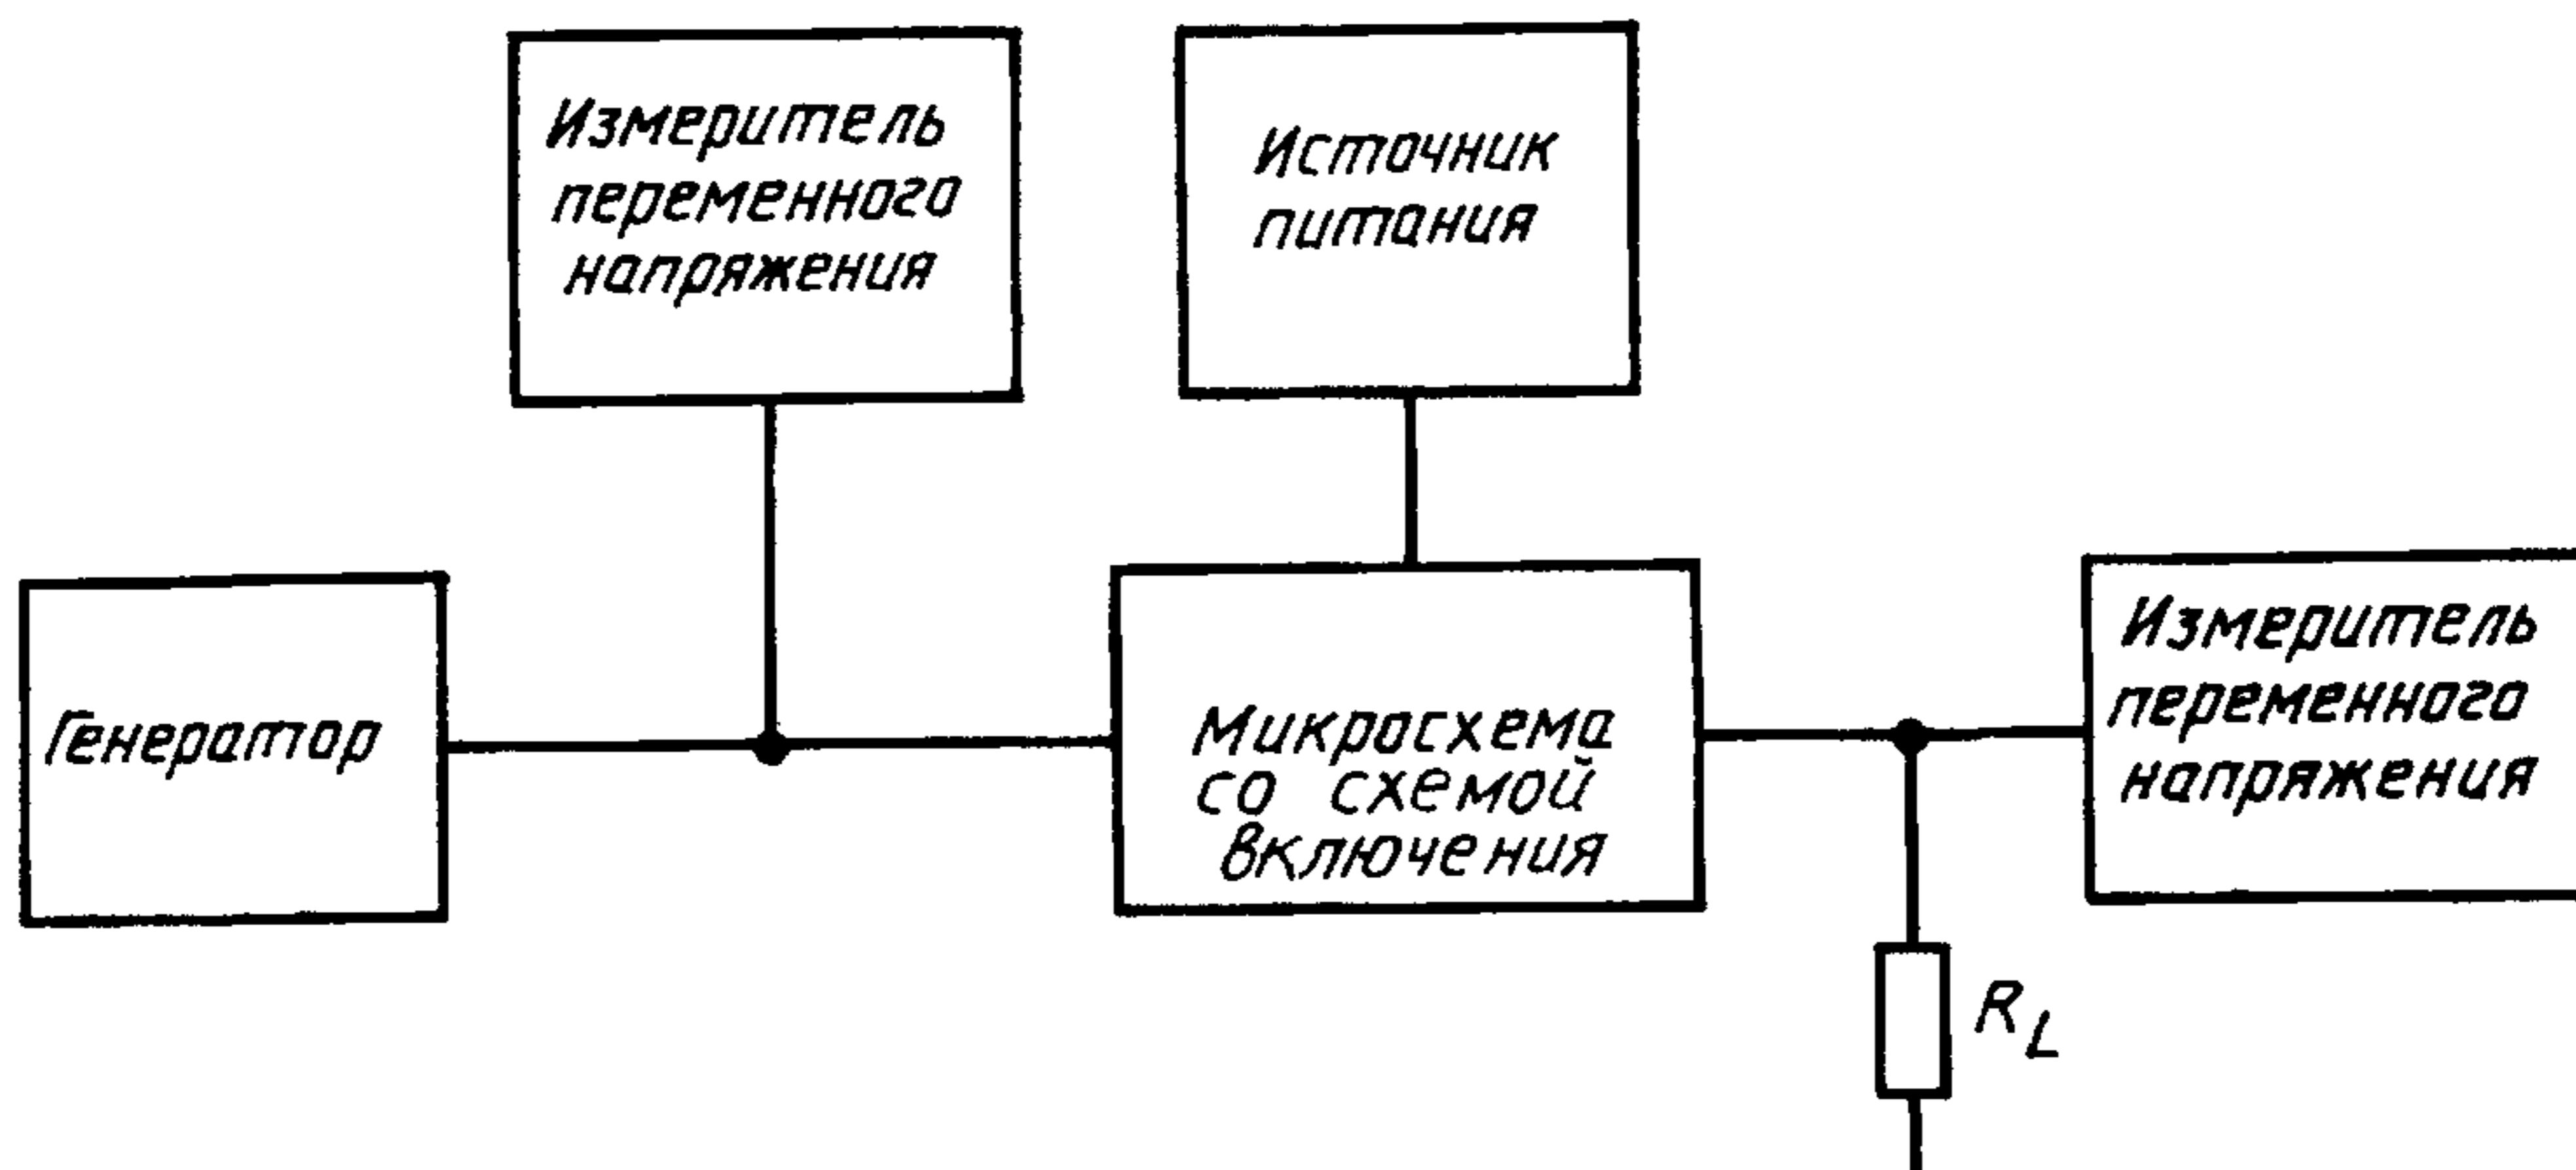 Измеритель
переменного
напряжения
Источник
питания
Генератор
Микросхема
со схемой
включения
Измеритель
переменного
напряжения
R_L